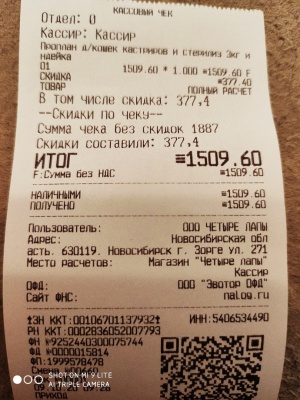 КАССОВЫЙ ЧЕК
Отдел: 0
Кассир: Кассир
Проплан д/кошек кастриров и стерилиз 3кг и
ндейка
01 1509.60 * 1.000 =1509.60 F
СКИДКА =377.40
ТОВАР ПОЛНЫЙ РАСЧЕТ
В том числе скидка: 377,4
--Скидки по чеку--
Сумма чека без скидок 1887
Скидки составили: 377,4
ИТОГ =1509.60
F:Сумма без НДС =1509.60
НАЛИЧНЫМИ =1509.60
ПОЛУЧЕНО =1509.60
Пользователь: ООО ЧЕТЫРЕ ЛАПЫ
Адрес: Новосибирская обл
асть. 630119. Новосибирск г. Зорге ул. 271
Место расчетов: Магазин "Четыре лапы"
Кассир
ОФД: ООО "Эвотор ОФД"
Сайт ФНС: nalog.ru
ЗН ККТ:00106701137932 ИНН:5406534490
РН ККТ:0002836052007793
ФН №9252440300075744
ФД №0000015814
ФП:1999578478
Смена №00660
ПРИХОД
SHOT ON MI 9 LITE
AI TRIPLE CAMERA